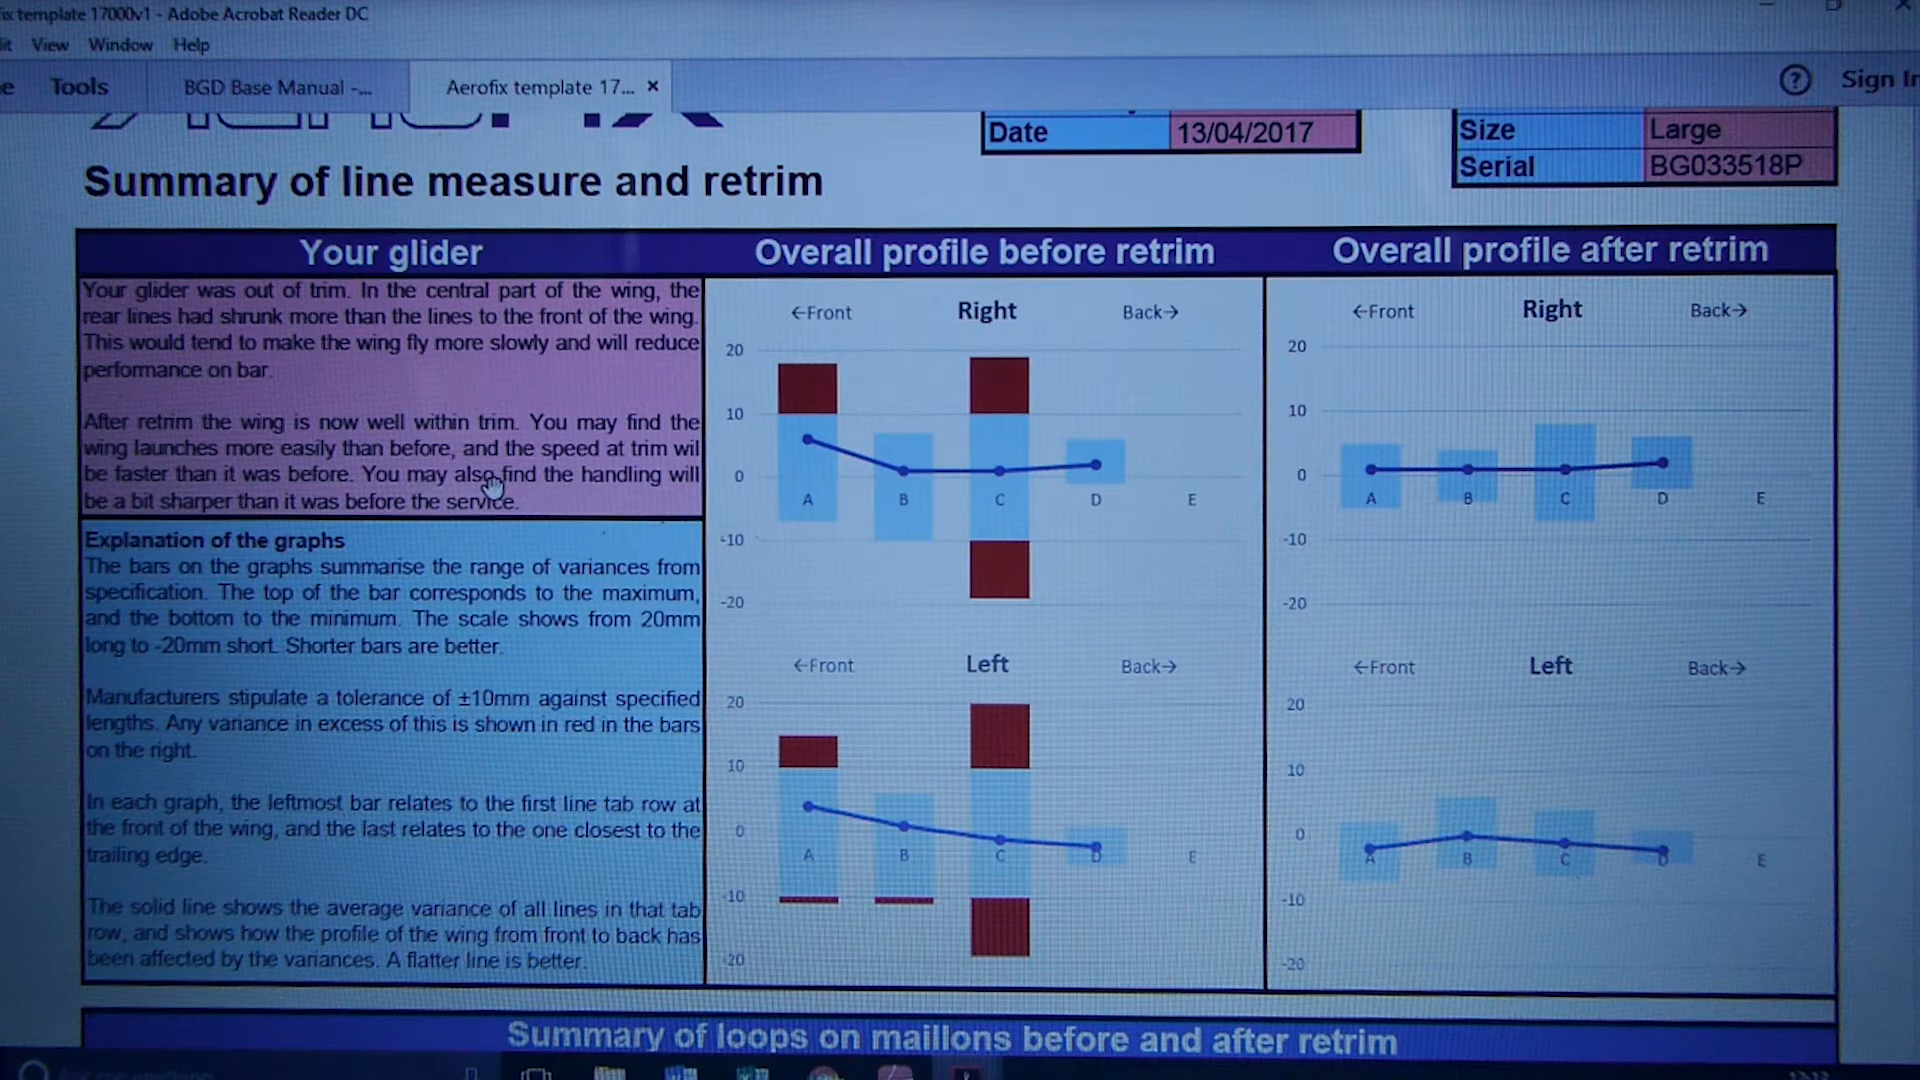 ix template 17000v1 - Adobe Acrobat Reader DC
it View Window Help
e Tools BGD Base Manual -... Aerofix template 17... × ? Sign In
Date 13/04/2017
Size Large
Serial BG033518P
Summary of line measure and retrim
Your glider Overall profile before retrim Overall profile after retrim
Your glider was out of trim. In the central part of the wing, the
rear lines had shrunk more than the lines to the front of the wing.
This would tend to make the wing fly more slowly and will reduce
performance on bar.
After retrim the wing is now well within trim. You may find the
wing launches more easily than before, and the speed at trim wil
be faster than it was before. You may also find the handling will
be a bit sharper than it was before the service.
Explanation of the graphs
The bars on the graphs summarise the range of variances from
specification. The top of the bar corresponds to the maximum,
and the bottom to the minimum. The scale shows from 20mm
long to -20mm short. Shorter bars are better.
Manufacturers stipulate a tolerance of ±10mm against specified
lengths. Any variance in excess of this is shown in red in the bars
on the right.
In each graph, the leftmost bar relates to the first line tab row at
the front of the wing, and the last relates to the one closest to the
trailing edge.
The solid line shows the average variance of all lines in that tab
row, and shows how the profile of the wing from front to back has
been affected by the variances. A flatter line is better.
←Front Right Back→
20
10
0
A B C D E
-10
-20
←Front Left Back→
20
10
0
A B C D E
-10
-20
←Front Right Back→
20
10
0
A B C D E
-10
-20
←Front Left Back→
20
10
0
A B C D E
-10
-20
Summary of loops on maillons before and after retrim